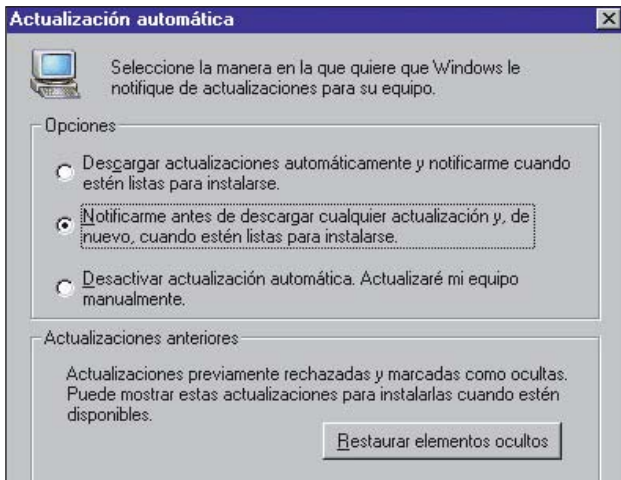 Actualización automática
Seleccione la manera en la que quiere que Windows le
notifique de actualizaciones para su equipo.
Opciones
Descargar actualizaciones automáticamente y notificarme cuando
estén listas para instalarse.
Notificarme antes de descargar cualquier actualización y, de
nuevo, cuando estén listas para instalarse.
Desactivar actualización automática. Actualizaré mi equipo
manualmente.
Actualizaciones anteriores
Actualizaciones previamente rechazadas y marcadas como ocultas.
Puede mostrar estas actualizaciones para instalarlas cuando estén
disponibles.
Restaurar elementos ocultos